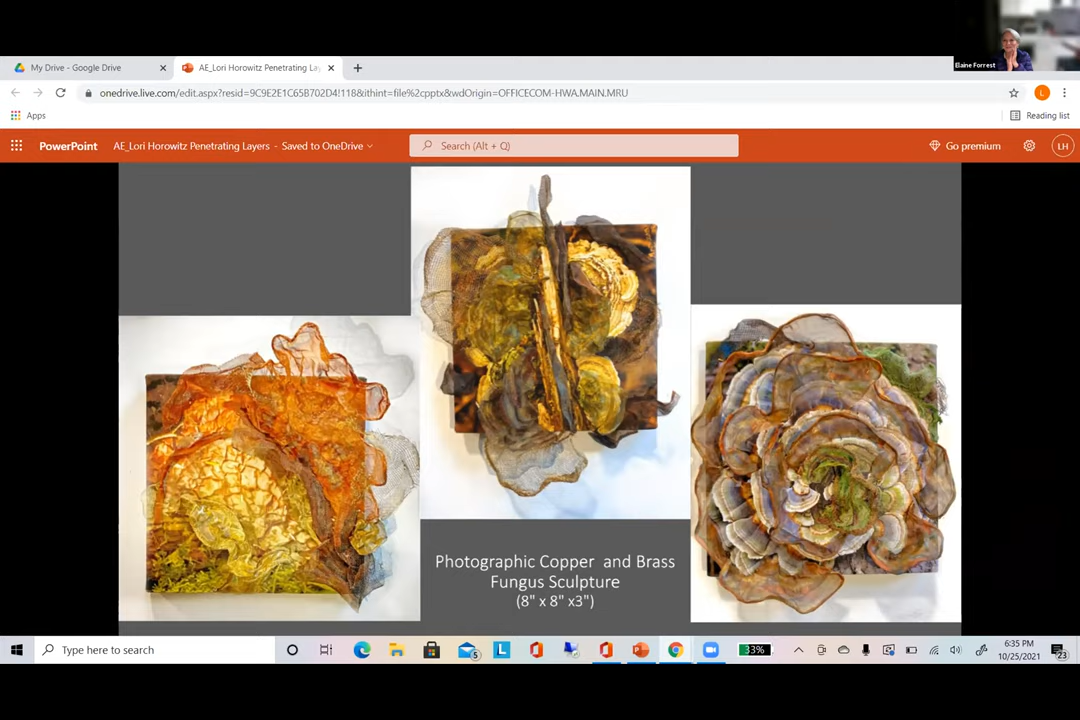 Elaine Forrest
My Drive - Google Drive
AE_Lori Horowitz Penetrating Lay
onedrive.live.com/edit.aspx?resid=9C9E2E1C65B702D4!118&ithint=file%2cpptx&wdOrigin=OFFICECOM-HWA.MAIN.MRU
L
Apps
Reading list
PowerPoint
AE_Lori Horowitz Penetrating Layers - Saved to OneDrive
Search (Alt + Q)
Go premium
LH
Photographic Copper and Brass
Fungus Sculpture
(8" x 8" x3")
Type here to search
5
L
33%
6:35 PM
10/25/2021
23